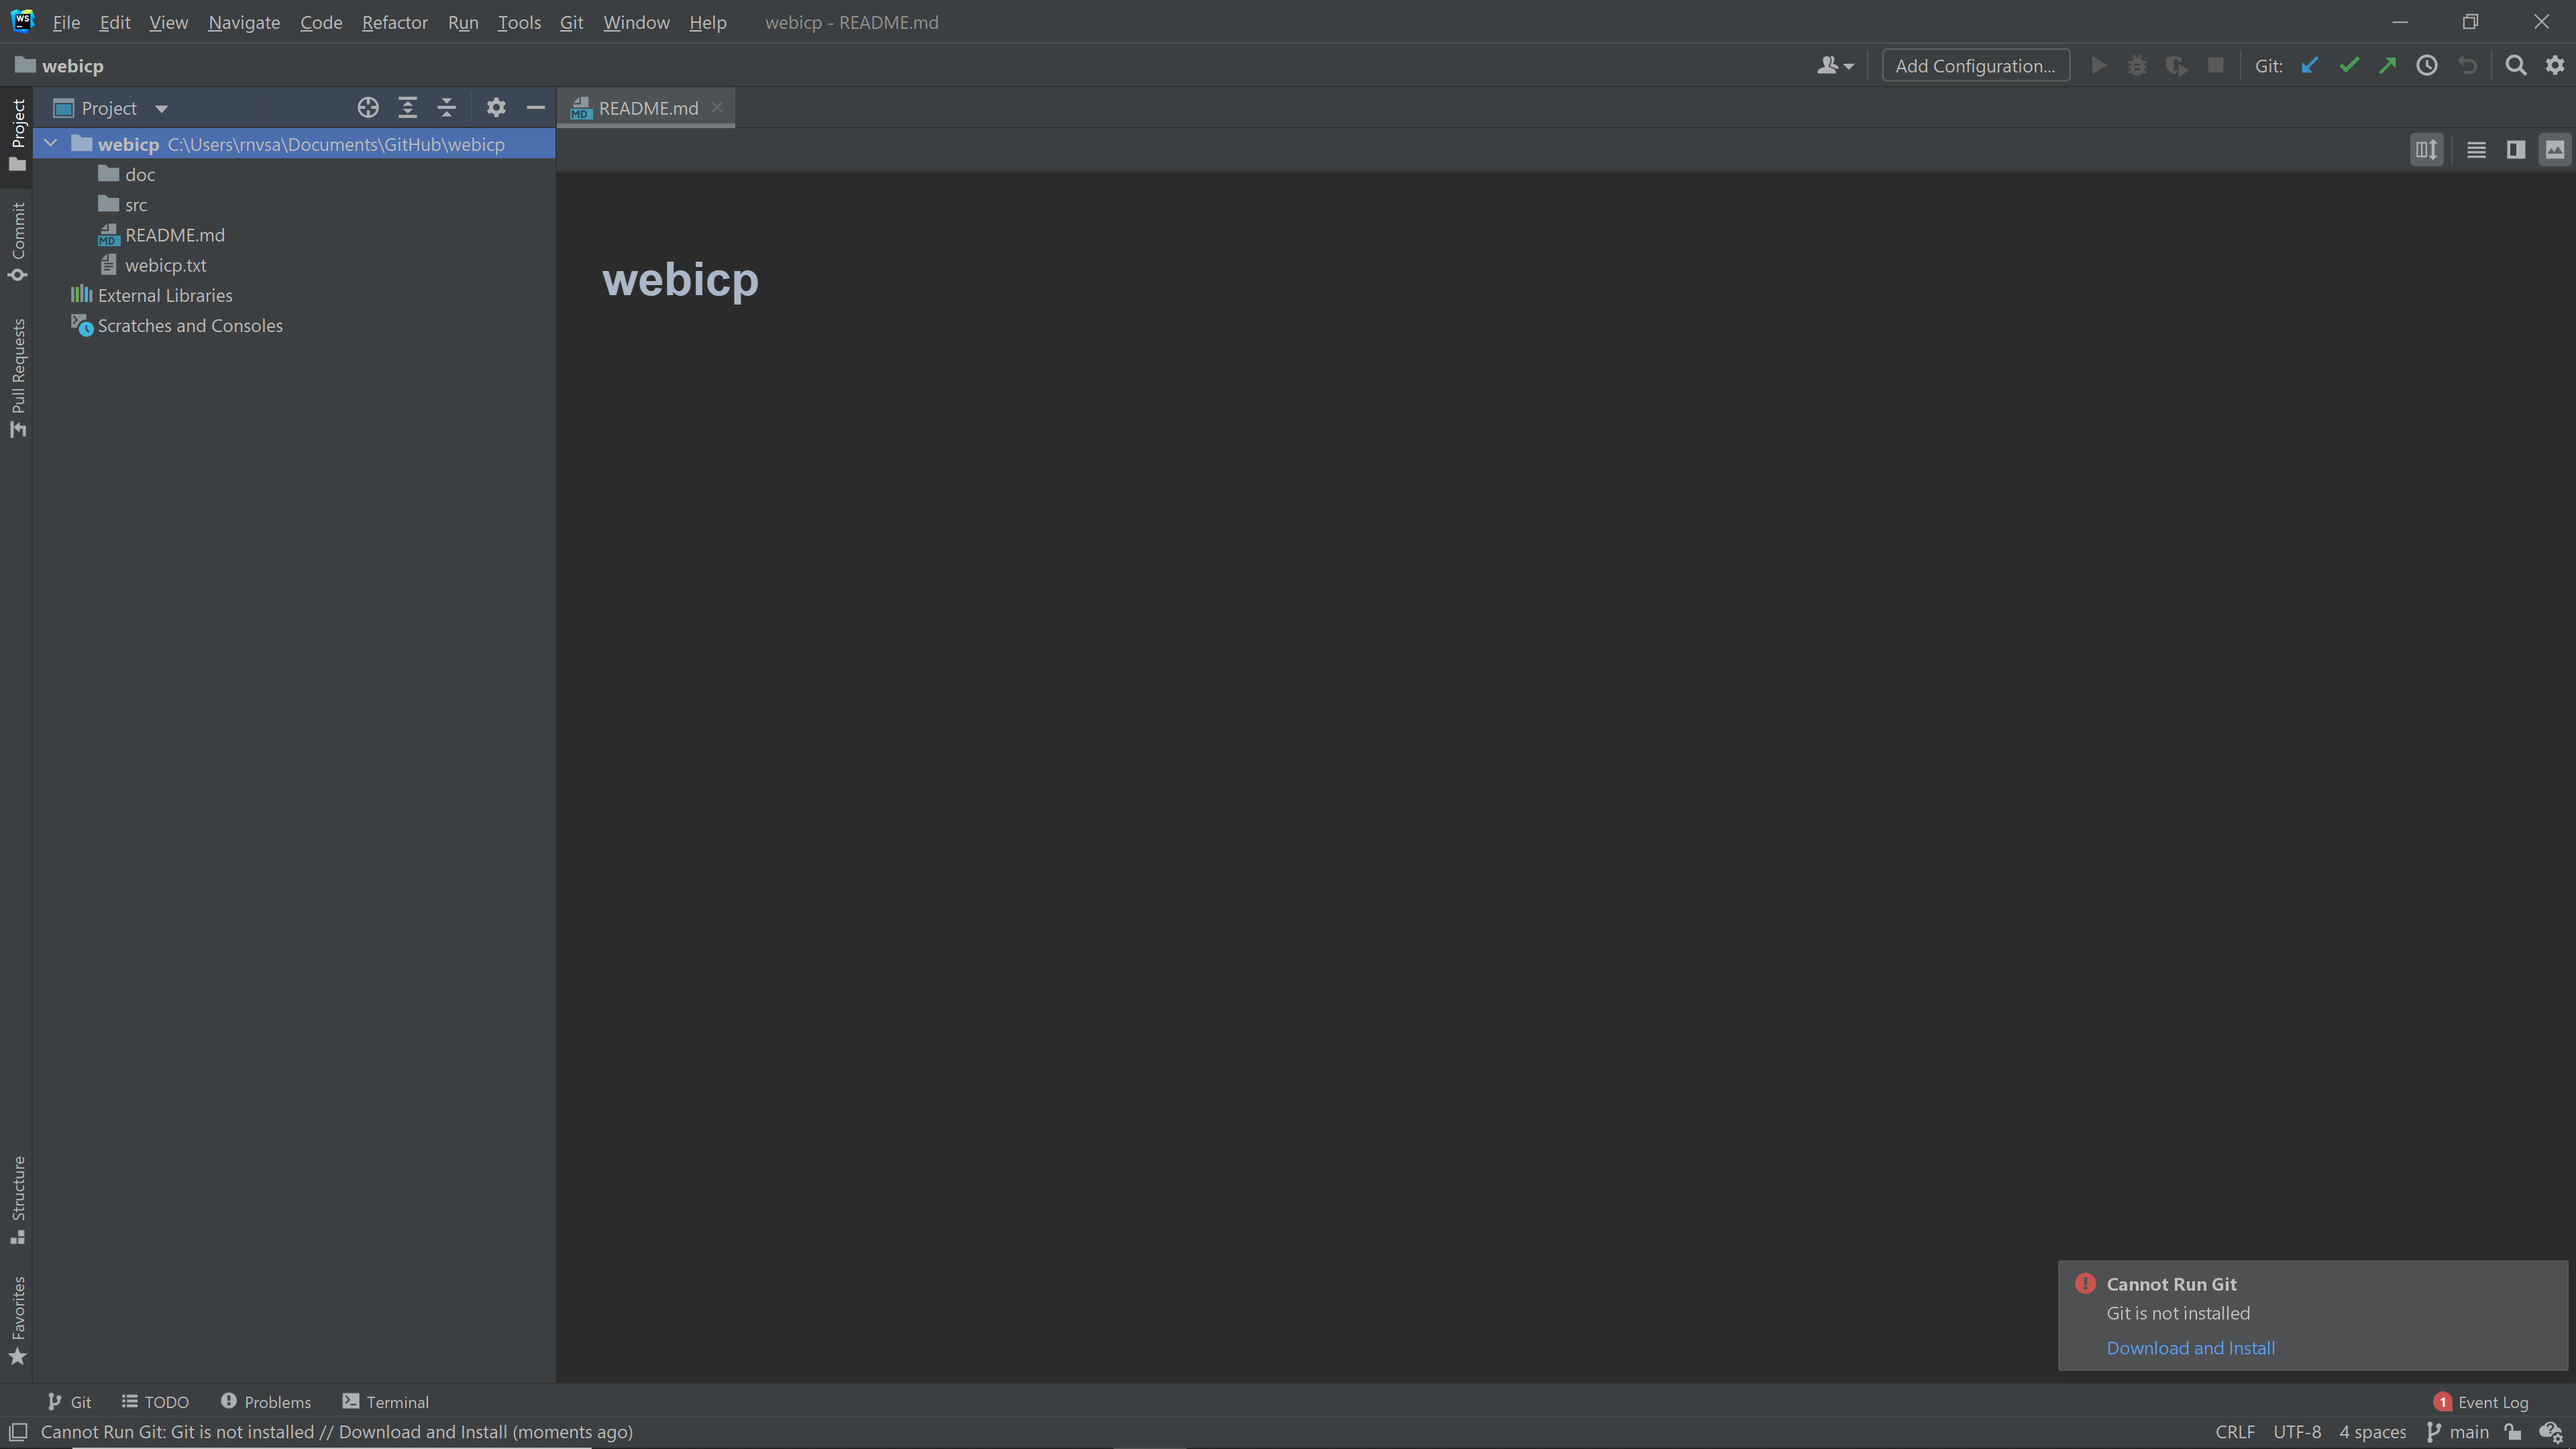 WS File Edit View Navigate Code Refactor Run Tools Git Window Help webicp - README.md
webicp Add Configuration... Git:
Project README.md
webicp C:\Users\rnvsa\Documents\GitHub\webicp
doc
src
MD README.md
webicp.txt
External Libraries
Scratches and Consoles
Project
Commit
Pull Requests
Structure
Favorites
webicp
Cannot Run Git
Git is not installed
Download and Install
Git TODO Problems Terminal 1 Event Log
Cannot Run Git: Git is not installed // Download and Install (moments ago) CRLF UTF-8 4 spaces main